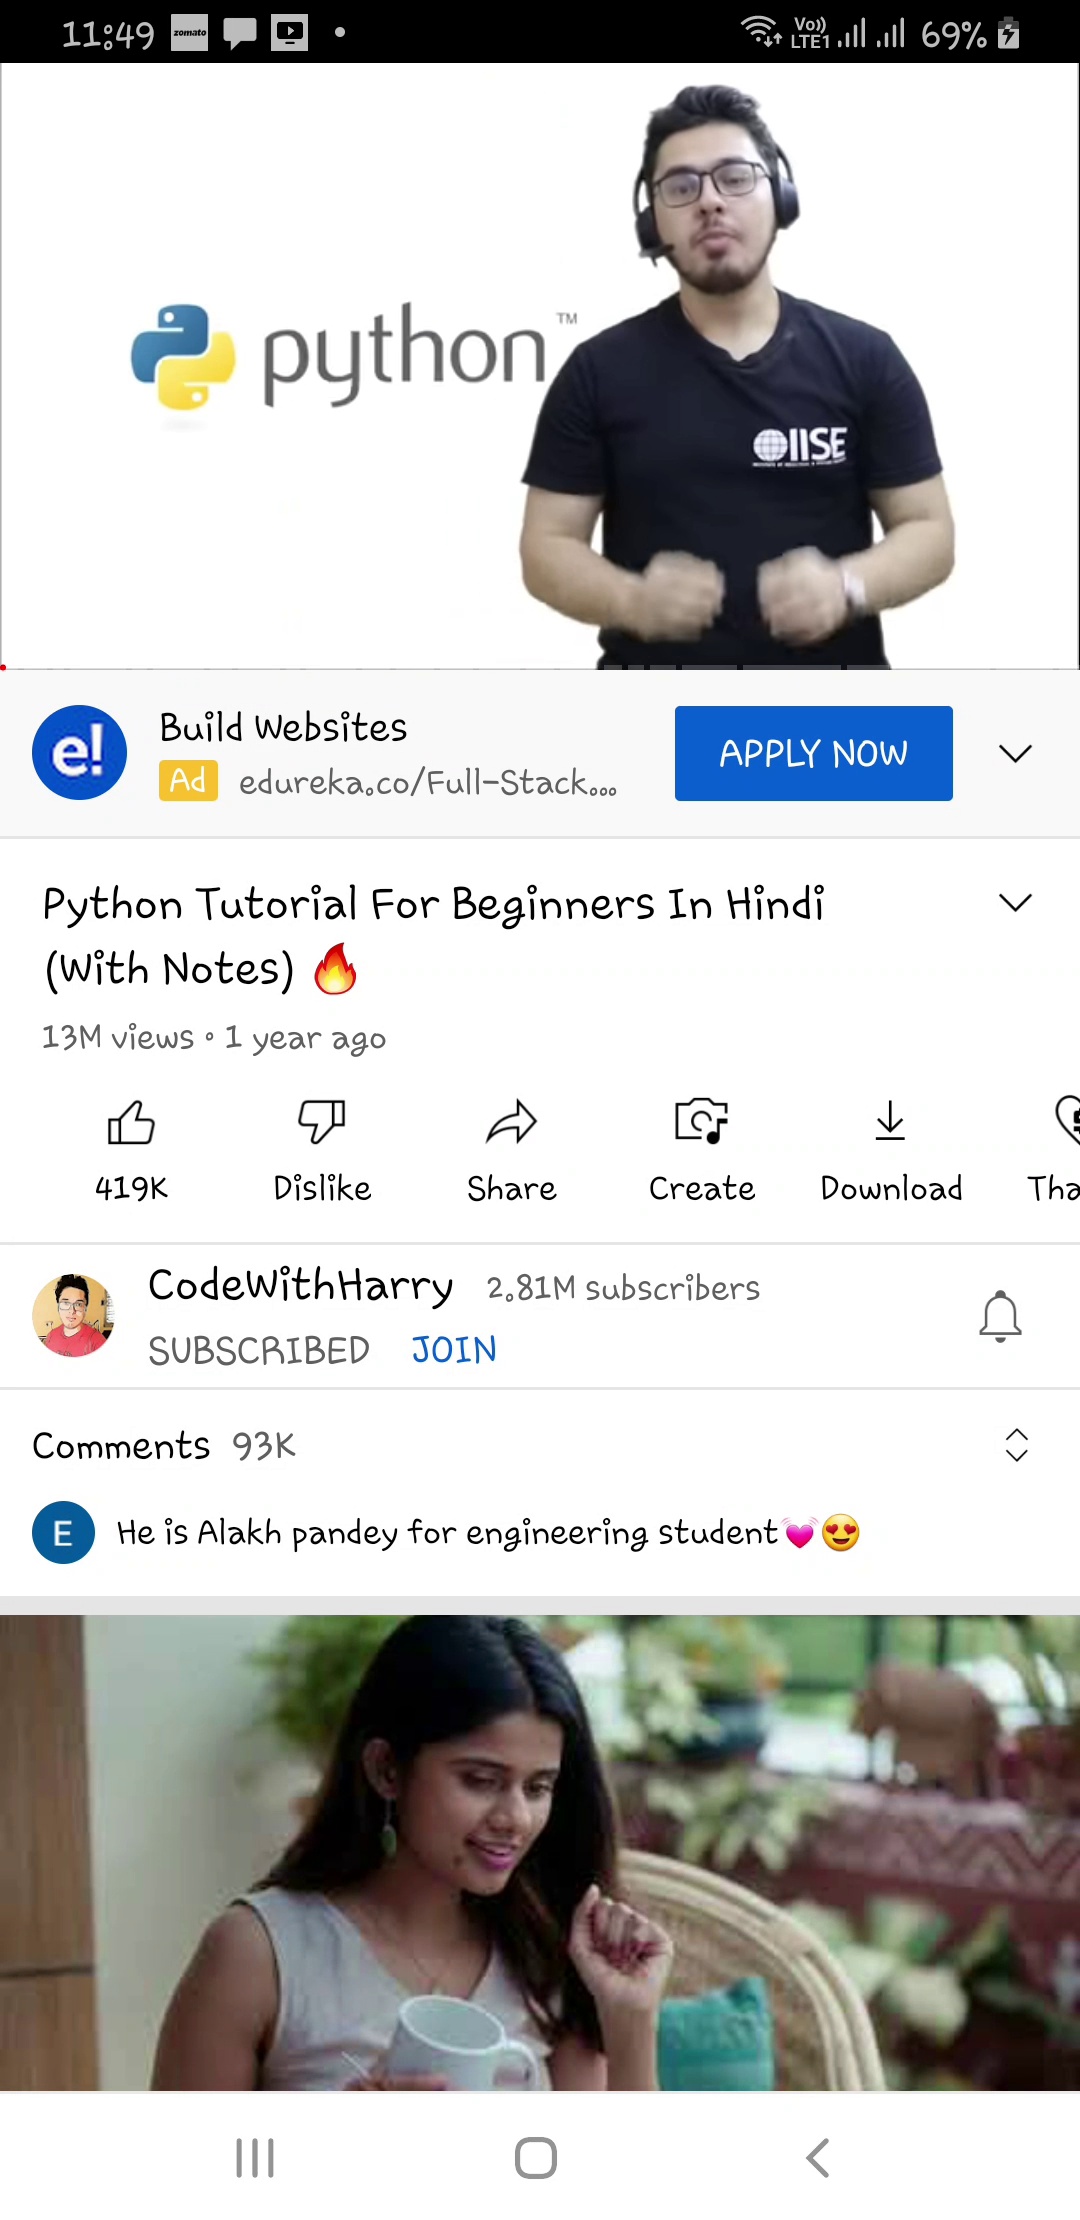 11:49 zomato Vo)) LTE1 69%
python™
IISE
e! Build Websites
Ad edureka.co/Full-Stack...
APPLY NOW
Python Tutorial For Beginners In Hindi
(With Notes) 🔥
13M views • 1 year ago
419K Dislike Share Create Download Tha
CodeWithHarry 2.81M subscribers
SUBSCRIBED JOIN
Comments 93K
E He is Alakh pandey for engineering student💓😍